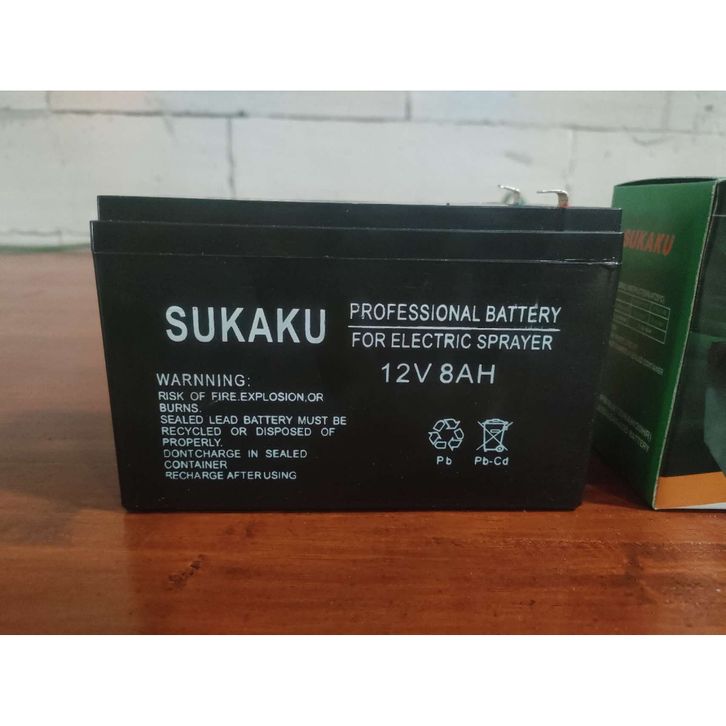 SUKAKU
PROFESSIONAL BATTERY
FOR ELECTRIC SPRAYER
12V 8AH
WARNNING:
RISK OF FIRE.EXPLOSION,OR
BURNS.
SEALED LEAD BATTERY MUST BE
RECYCLED OR DISPOSED OF
PROPERLY.
DONTCHARGE IN SEALED
CONTAINER
RECHARGE AFTER USING
Pb
Pb-Cd
SUKAKU